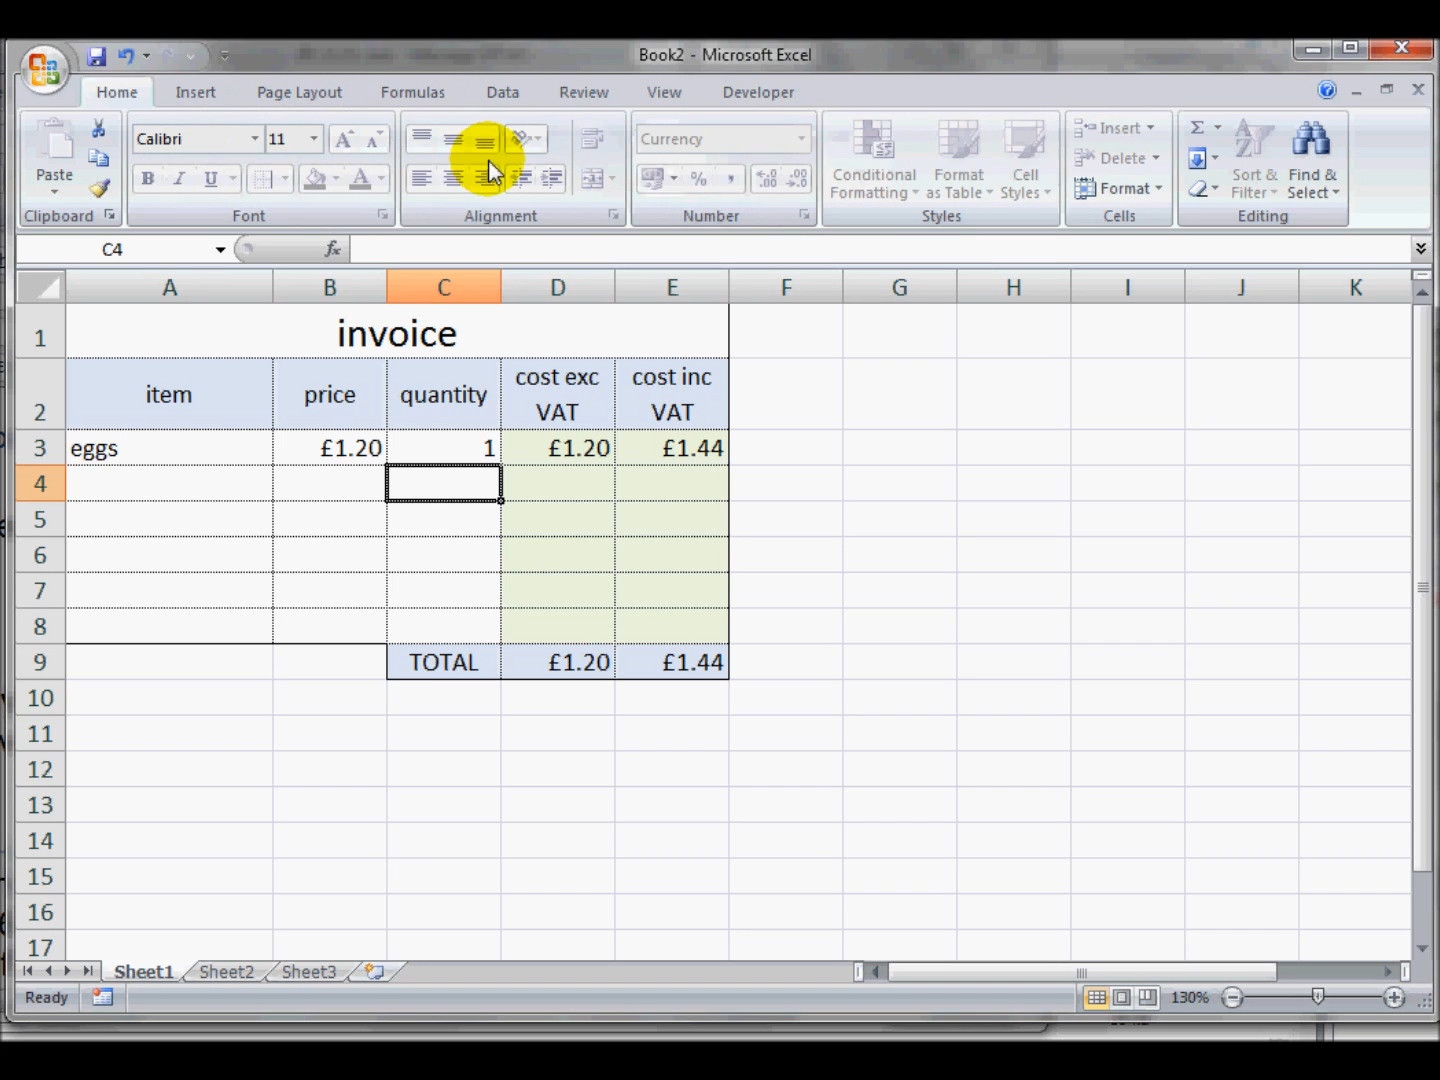 Book2 - Microsoft Excel
Home Insert Page Layout Formulas Data Review View Developer
Calibri 11 Currency Insert Σ
Paste B I U A % , Conditional Formatting Format as Table Cell Styles Delete Sort & Filter Find & Select
Format
Clipboard Font Alignment Number Styles Cells Editing
C4 fx
A B C D E F G H I J K
1 invoice
2 item price quantity cost exc VAT cost inc VAT
3 eggs £1.20 1 £1.20 £1.44
4
5
6
7
8
9 TOTAL £1.20 £1.44
10
11
12
13
14
15
16
17
Sheet1 Sheet2 Sheet3
Ready 130%